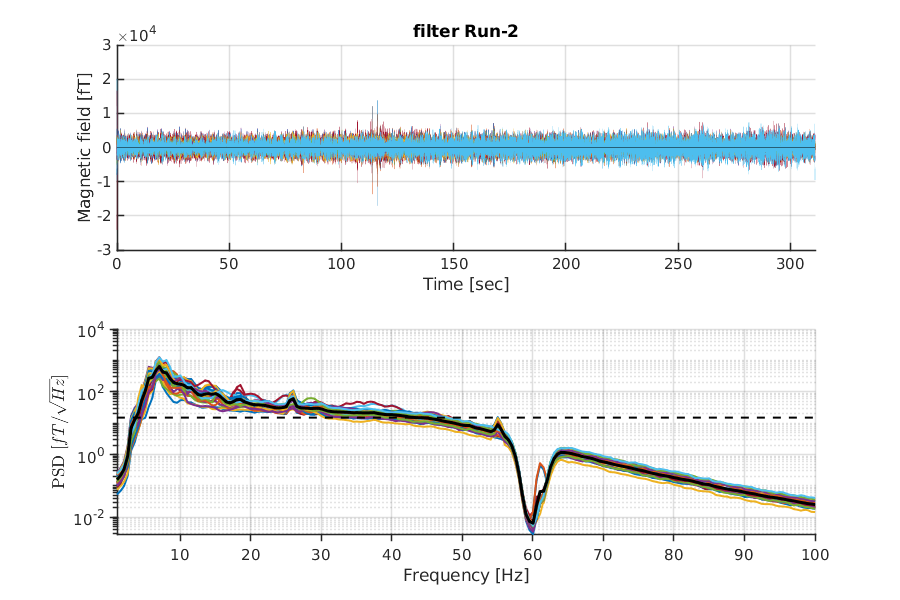 filter Run-2
×10^4
Magnetic field [fT]
3
2
1
0
-1
-2
-3
0 50 100 150 200 250 300
Time [sec]
PSD [fT/√Hz]
10^4
10^2
10^0
10^-2
10 20 30 40 50 60 70 80 90 100
Frequency [Hz]